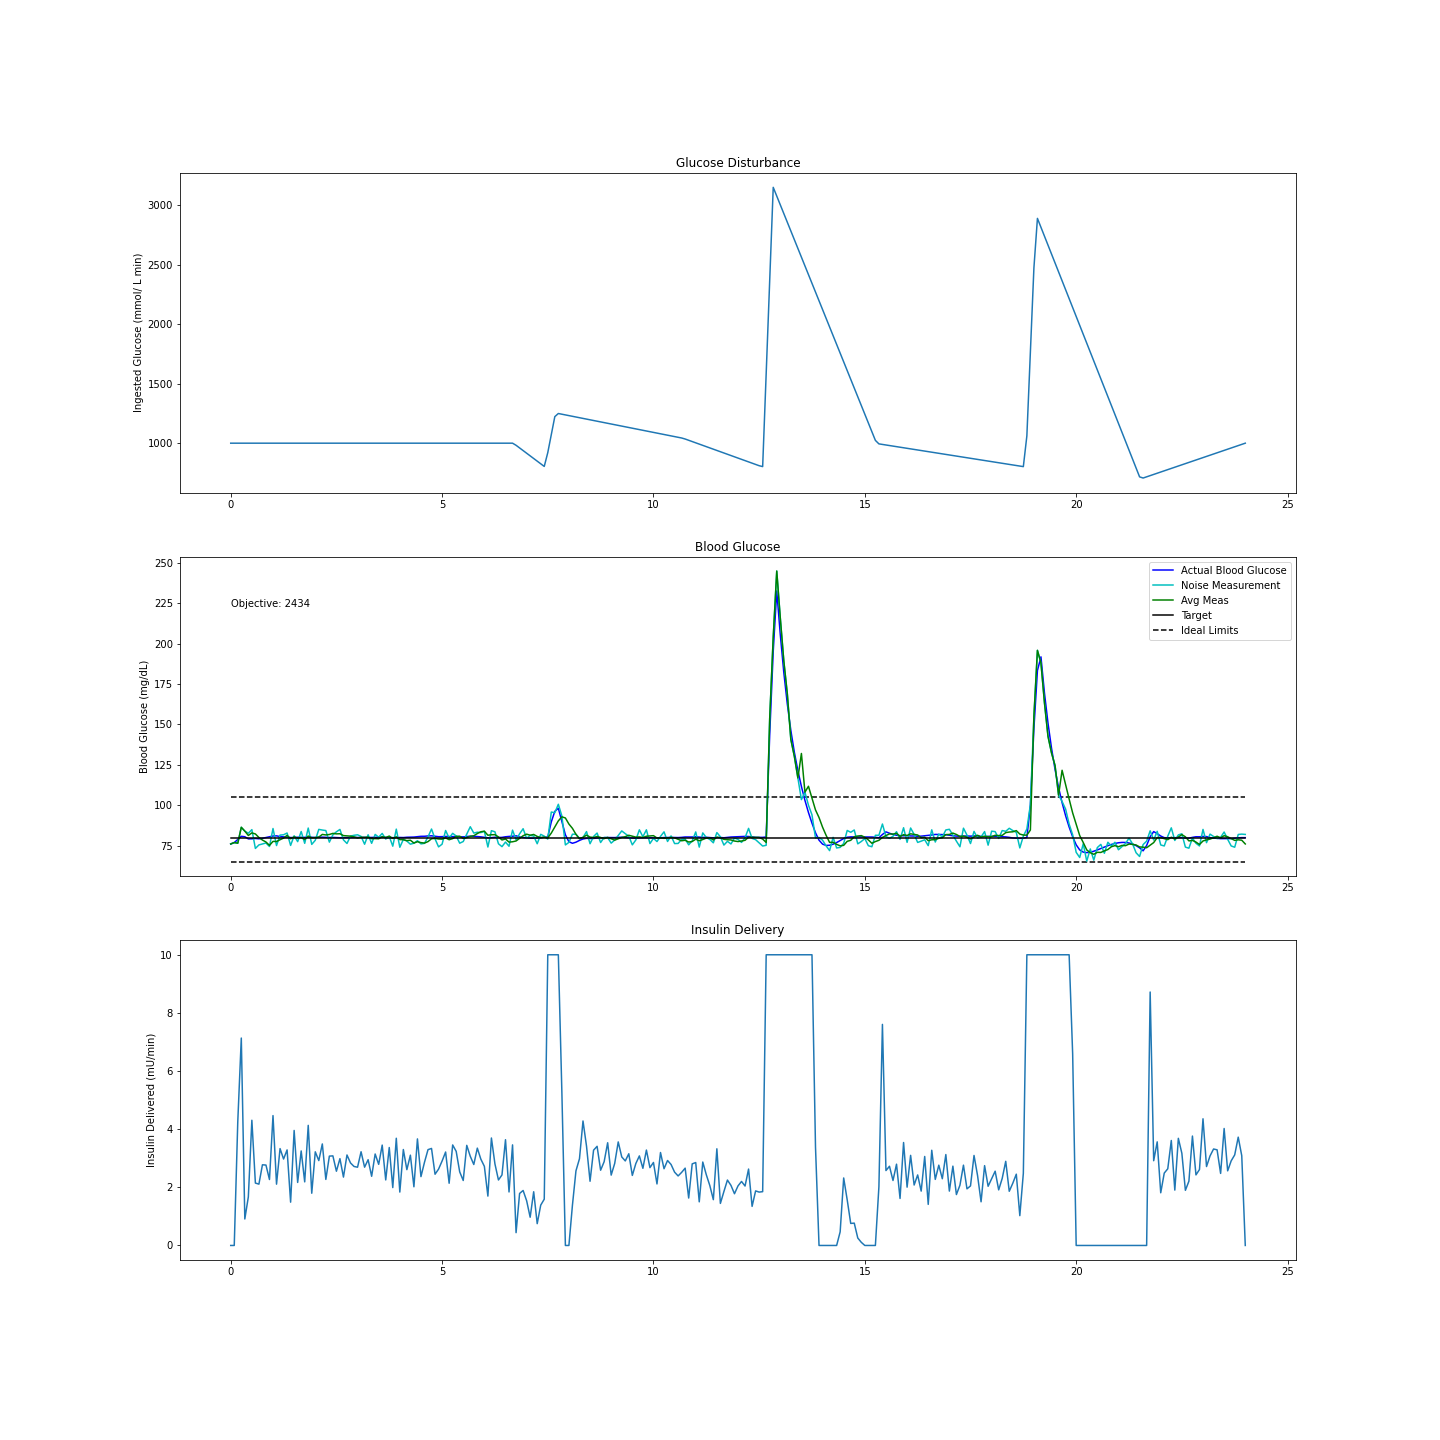 Glucose Disturbance
Ingested Glucose (mmol/ L min)
3000
2500
2000
1500
1000
0 5 10 15 20 25
Blood Glucose
Blood Glucose (mg/dL)
250
225
200
175
150
125
100
75
Objective: 2434
Actual Blood Glucose
Noise Measurement
Avg Meas
Target
Ideal Limits
0 5 10 15 20 25
Insulin Delivery
Insulin Delivered (mU/min)
10
8
6
4
2
0
0 5 10 15 20 25